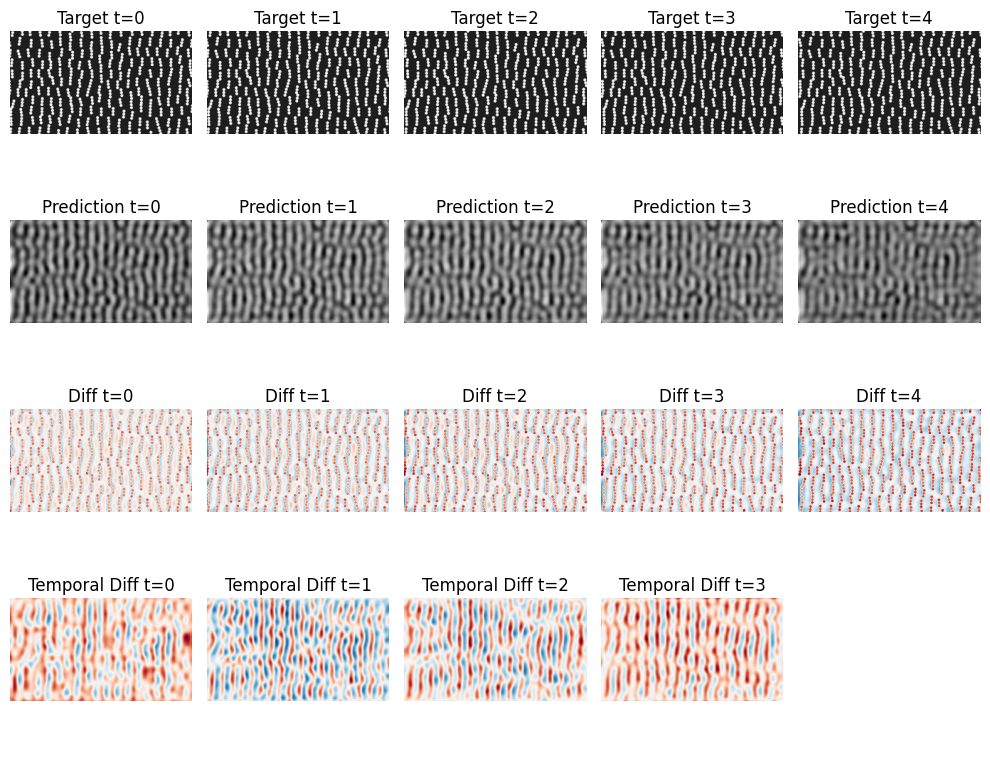 Target t=0
Target t=1
Target t=2
Target t=3
Target t=4
Prediction t=0
Prediction t=1
Prediction t=2
Prediction t=3
Prediction t=4
Diff t=0
Diff t=1
Diff t=2
Diff t=3
Diff t=4
Temporal Diff t=0
Temporal Diff t=1
Temporal Diff t=2
Temporal Diff t=3